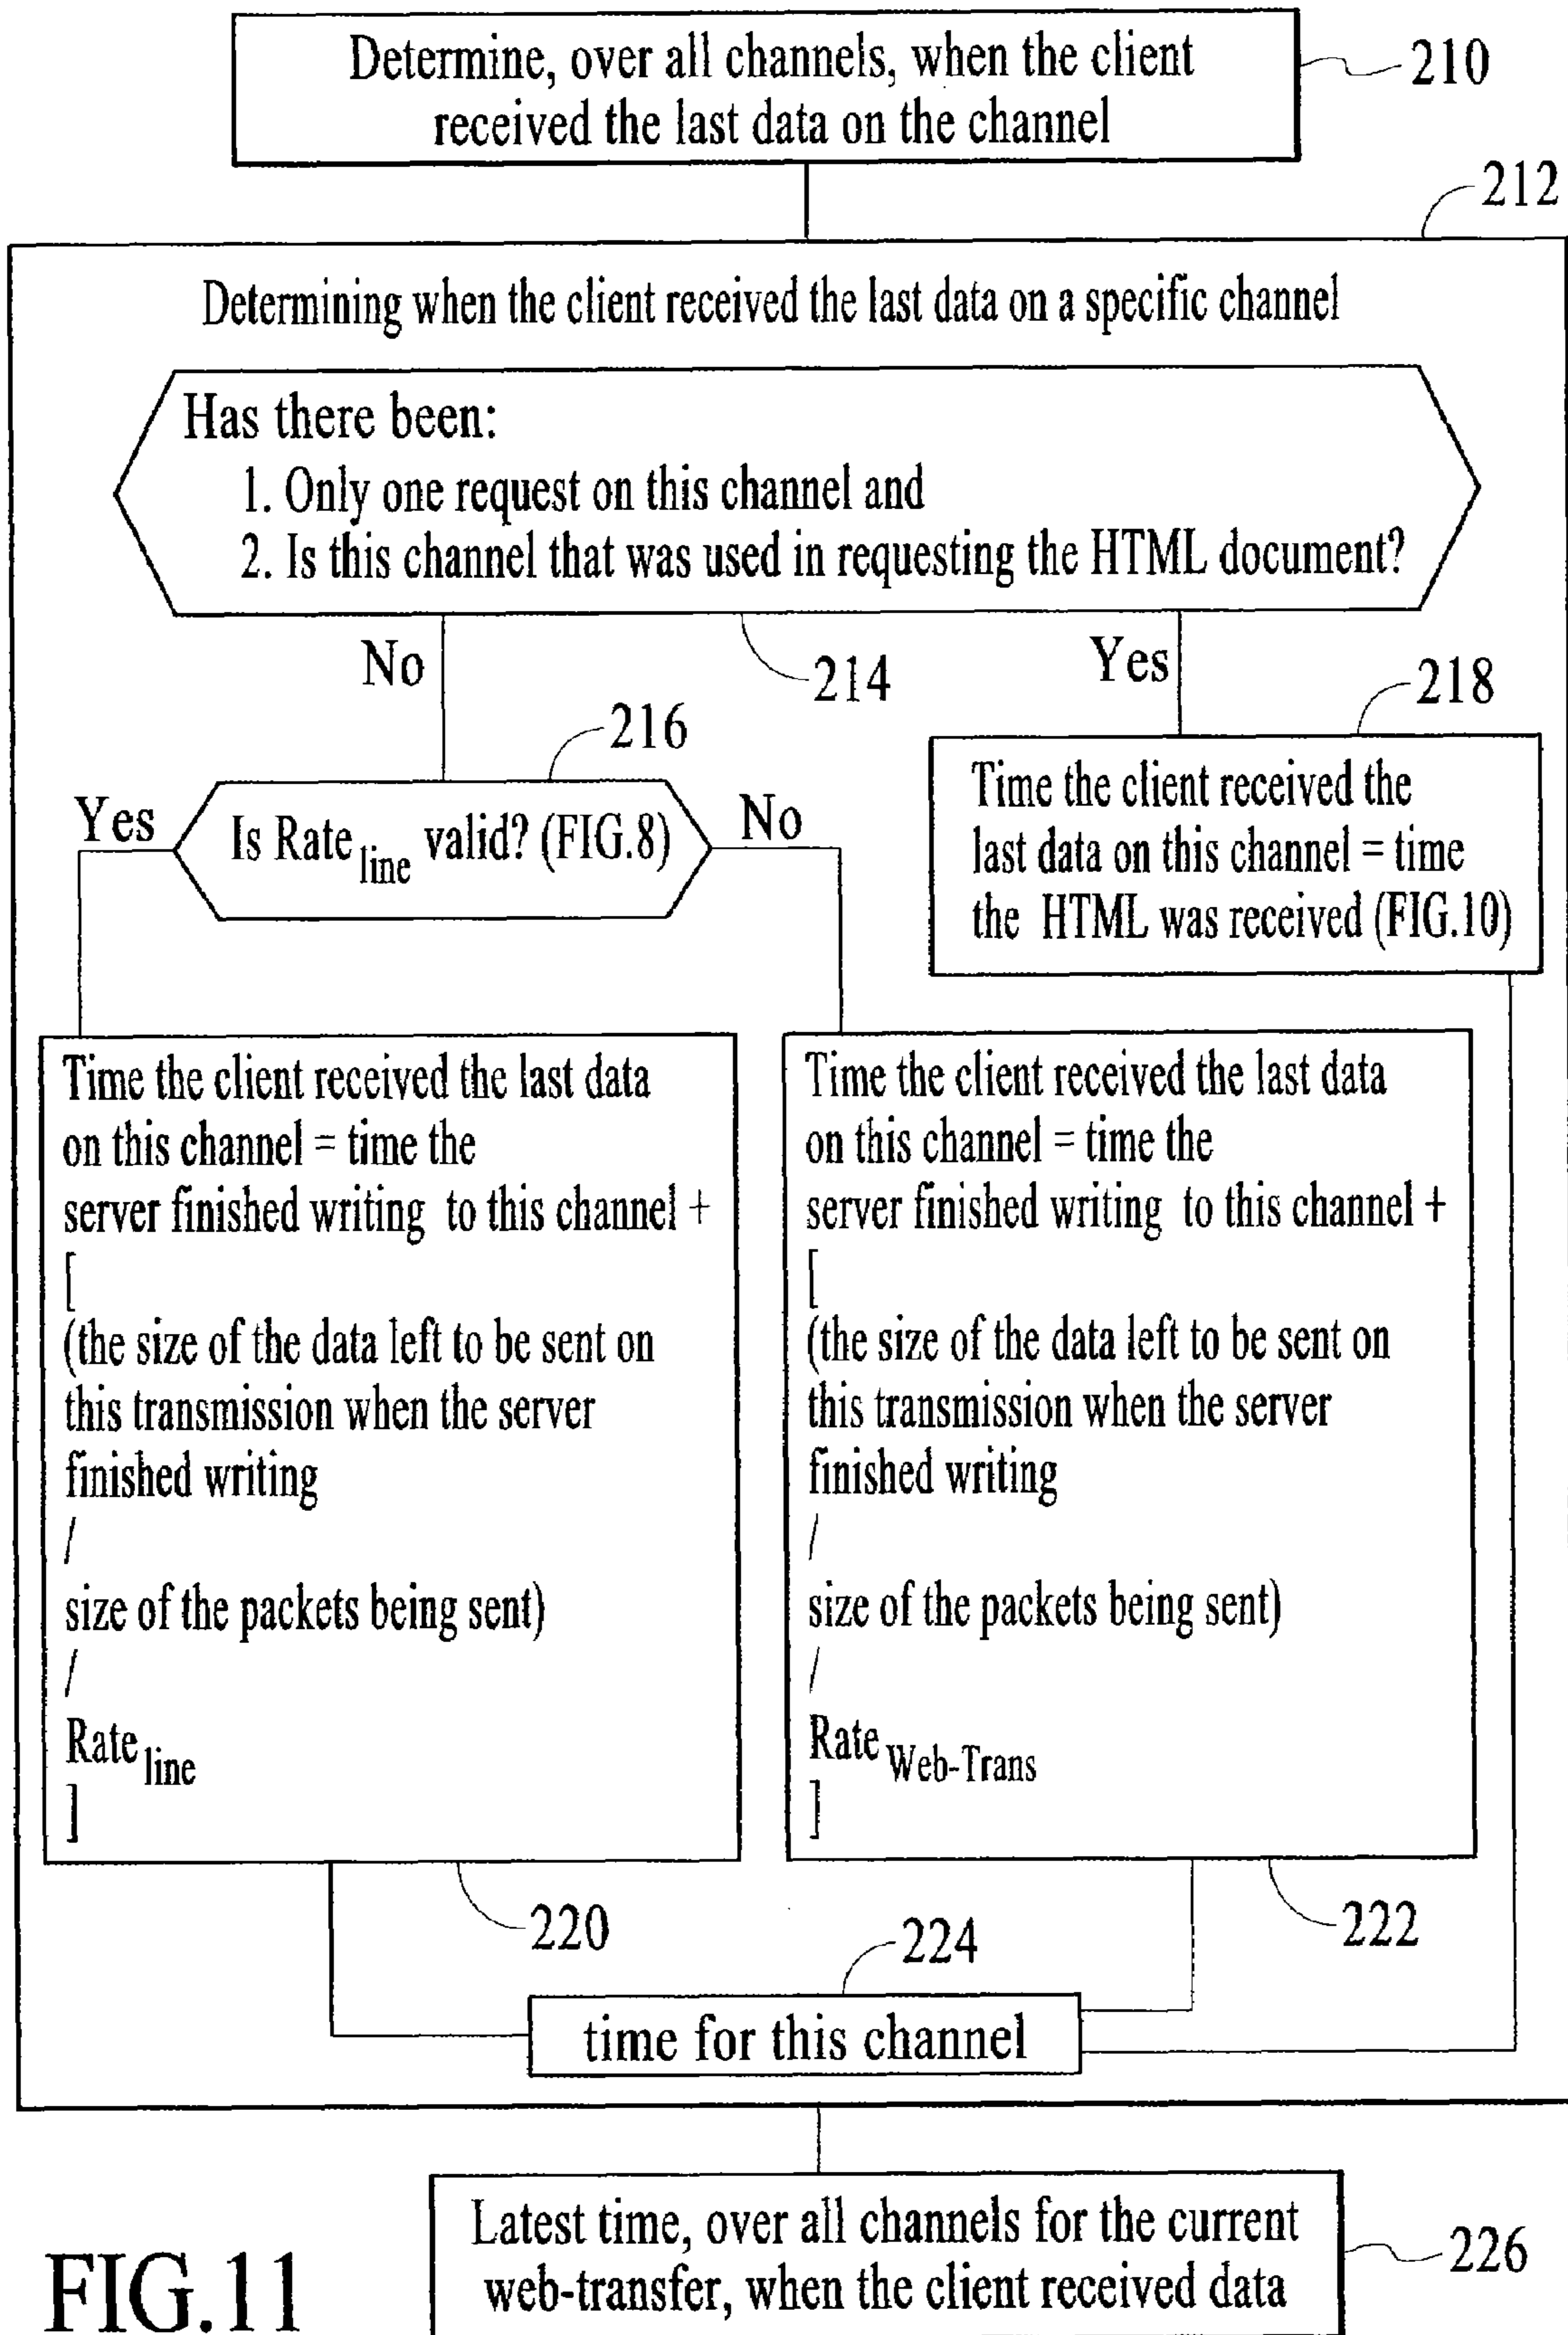 Determine, over all channels, when the client
received the last data on the channel
210
212
Determining when the client received the last data on a specific channel
Has there been:
1. Only one request on this channel and
2. Is this channel that was used in requesting the HTML document?
No
214
Yes
218
216
Yes
Is Rate line valid? (FIG.8)
No
Time the client received the
last data on this channel = time
the HTML was received (FIG.10)
Time the client received the last data
on this channel = time the
server finished writing to this channel +
[
(the size of the data left to be sent on
this transmission when the server
finished writing
/
size of the packets being sent)
/
Rate line
]
Time the client received the last data
on this channel = time the
server finished writing to this channel +
[
(the size of the data left to be sent on
this transmission when the server
finished writing
/
size of the packets being sent)
/
Rate Web-Trans
]
220
224
222
time for this channel
Latest time, over all channels for the current
web-transfer, when the client received data
226
FIG.11